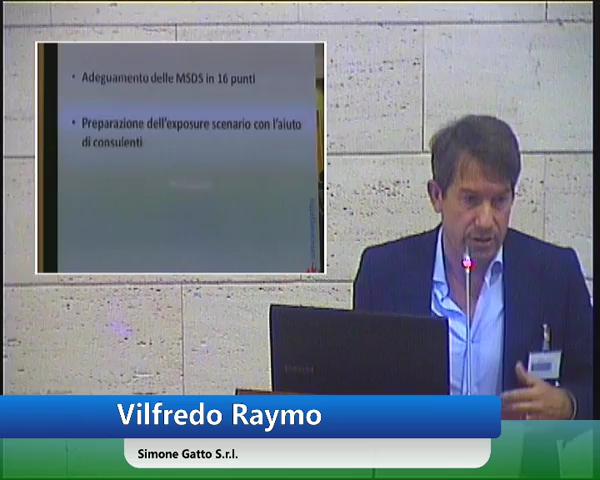 • Adeguamento delle MSDS in 16 punti
• Preparazione dell'exposure scenario con l'aiuto
di consulenti
Vilfredo Raymo
Simone Gatto S.r.l.